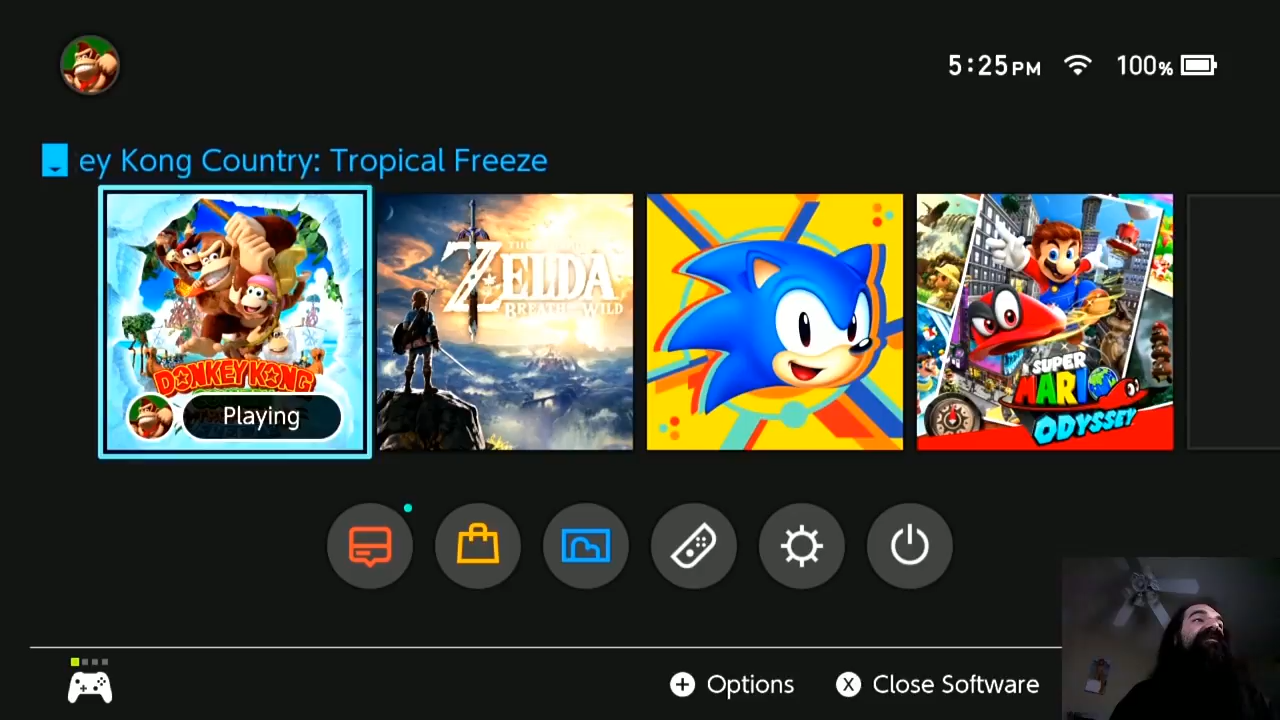 5:25PM 100%
ey Kong Country: Tropical Freeze
DONKEY KONG
Playing
ZELDA
BREATH OF THE WILD
SUPER
MARIO
ODYSSEY
Options
Close Software